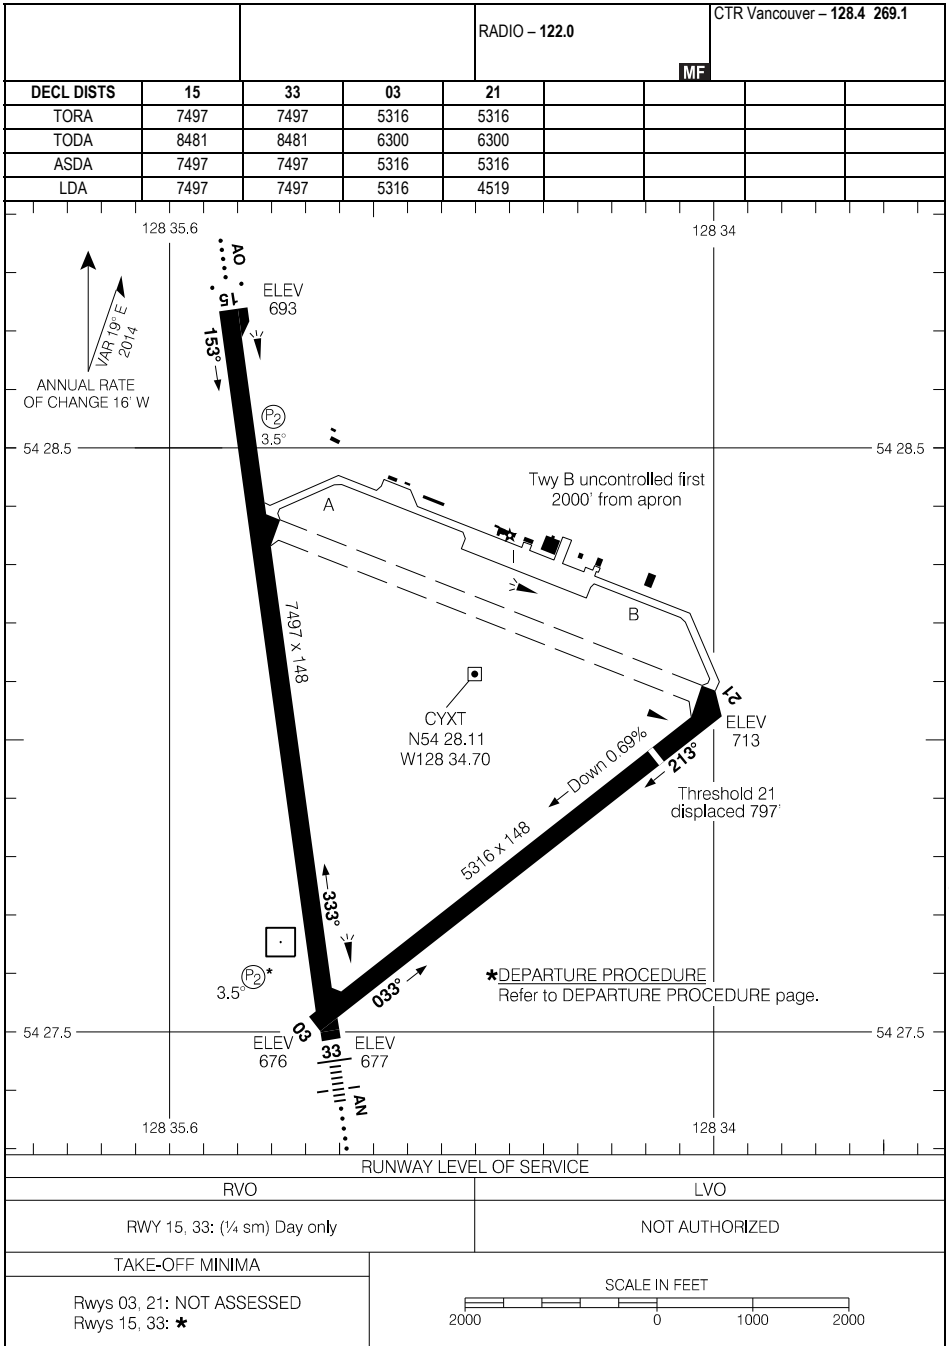 CTR Vancouver – 128.4 269.1
RADIO – 122.0
MF
DECL DISTS 15 33 03 21
TORA 7497 7497 5316 5316
TODA 8481 8481 6300 6300
ASDA 7497 7497 5316 5316
LDA 7497 7497 5316 4519
128 35.6
128 34
AO
15
ELEV
693
VAR 19° E
2014
153°
ANNUAL RATE
OF CHANGE 16' W
P2
3.5°
54 28.5
54 28.5
Twy B uncontrolled first
2000' from apron
A
B
7497 x 148
21
CYXT
N54 28.11
W128 34.70
ELEV
713
Down 0.69%
213°
Threshold 21
displaced 797'
5316 x 148
333°
P2 *
3.5°
033°
*DEPARTURE PROCEDURE
Refer to DEPARTURE PROCEDURE page.
03
54 27.5
54 27.5
ELEV
676
33
ELEV
677
AN
128 35.6
128 34
RUNWAY LEVEL OF SERVICE
RVO
LVO
RWY 15, 33: (¼ sm) Day only
NOT AUTHORIZED
TAKE-OFF MINIMA
Rwys 03, 21: NOT ASSESSED
Rwys 15, 33: *
SCALE IN FEET
2000 0 1000 2000